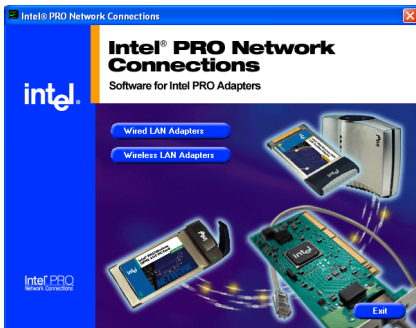 Intel® PRO Network Connections
Intel® PRO Network
Connections
Software for Intel PRO Adapters
intel®
Wired LAN Adapters
Wireless LAN Adapters
intel
Intel® PRO
Network Connections
Exit